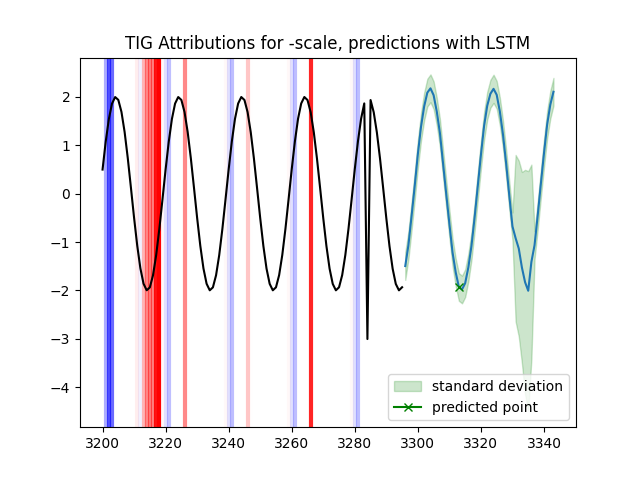 TIG Attributions for -scale, predictions with LSTM
2
1
0
−1
−2
−3
−4
standard deviation
predicted point
3200 3220 3240 3260 3280 3300 3320 3340